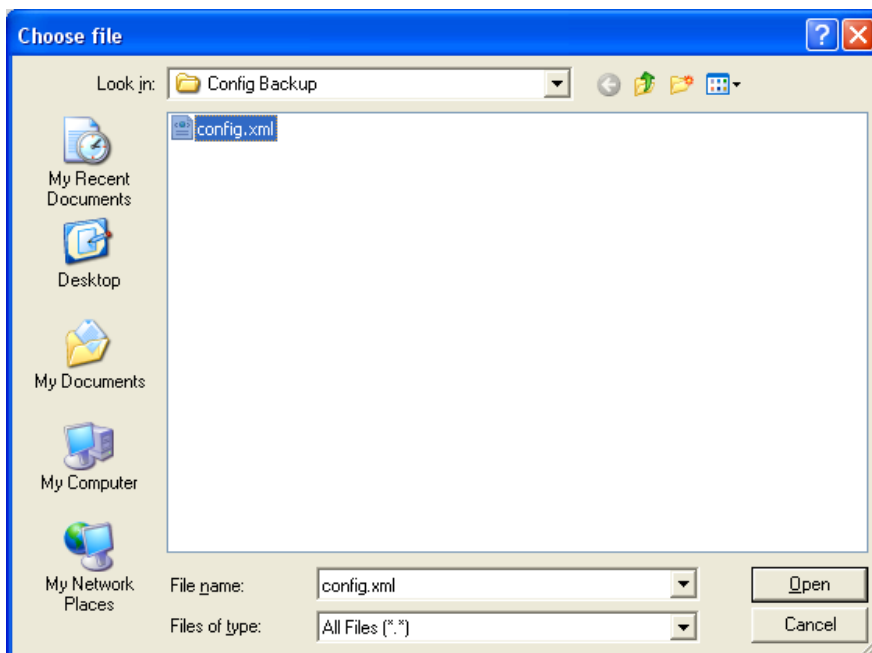 Choose file
Look in:
Config Backup
config.xml
My Recent
Documents
Desktop
My Documents
My Computer
My Network
Places
File name:
config.xml
Open
Files of type:
All Files (*.*)
Cancel